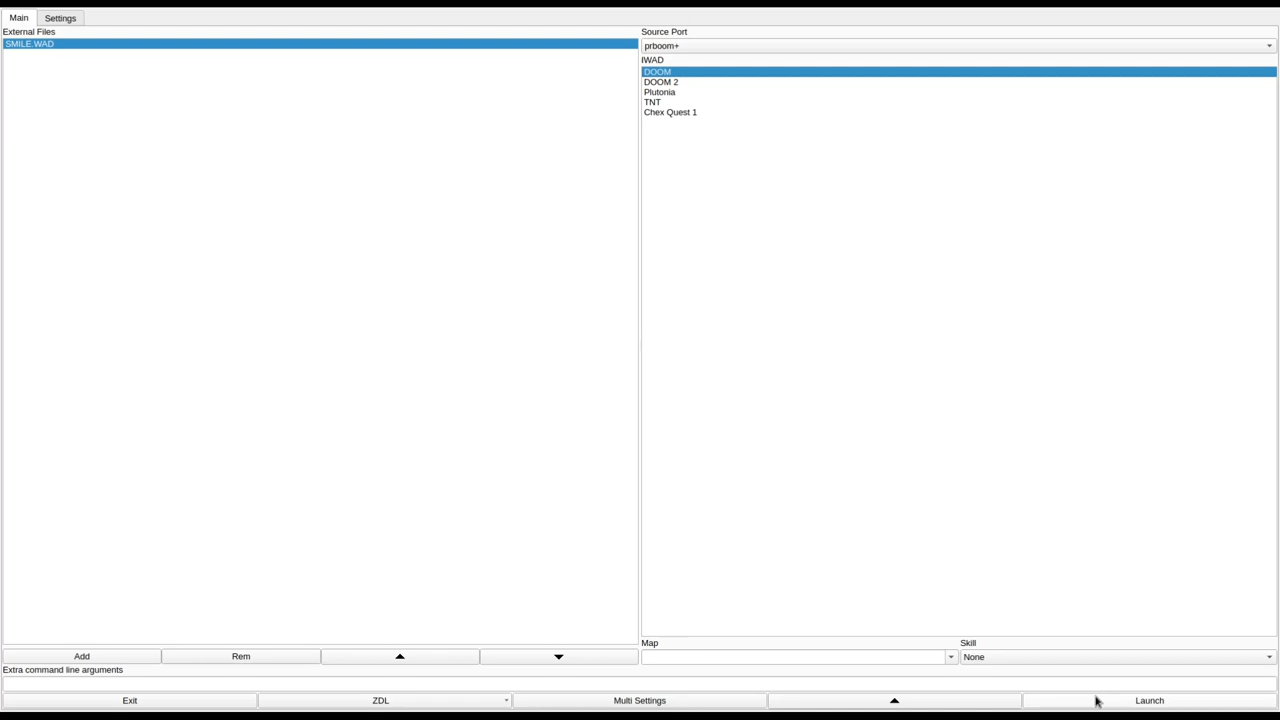 Main Settings
External Files
SMILE.WAD
Source Port
prboom+
IWAD
DOOM
DOOM 2
Plutonia
TNT
Chex Quest 1
Map Skill
None
Add Rem
Extra command line arguments
Exit ZDL Multi Settings Launch